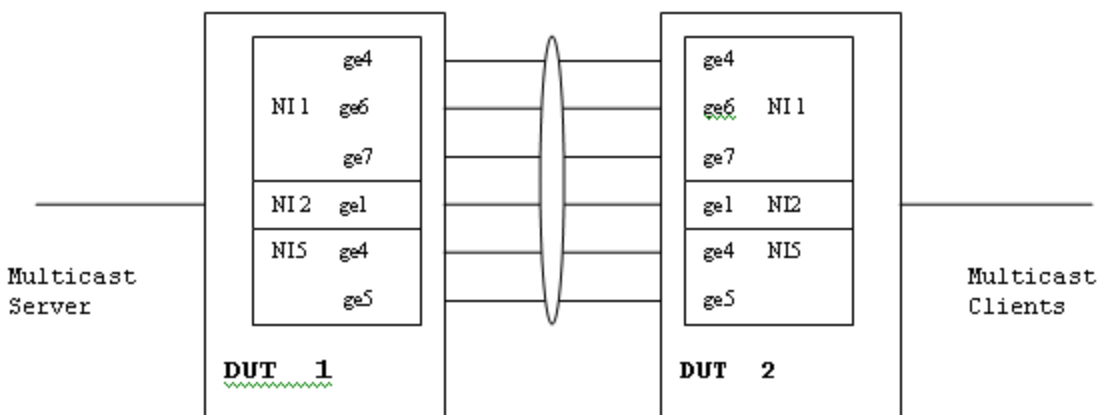 ge4
NI1 ge6
ge7
NI2 ge1
NI5 ge4
ge5
DUT 1
ge4
ge6 NI1
ge7
ge1 NI2
ge4 NI5
ge5
DUT 2
Multicast
Server
Multicast
Clients